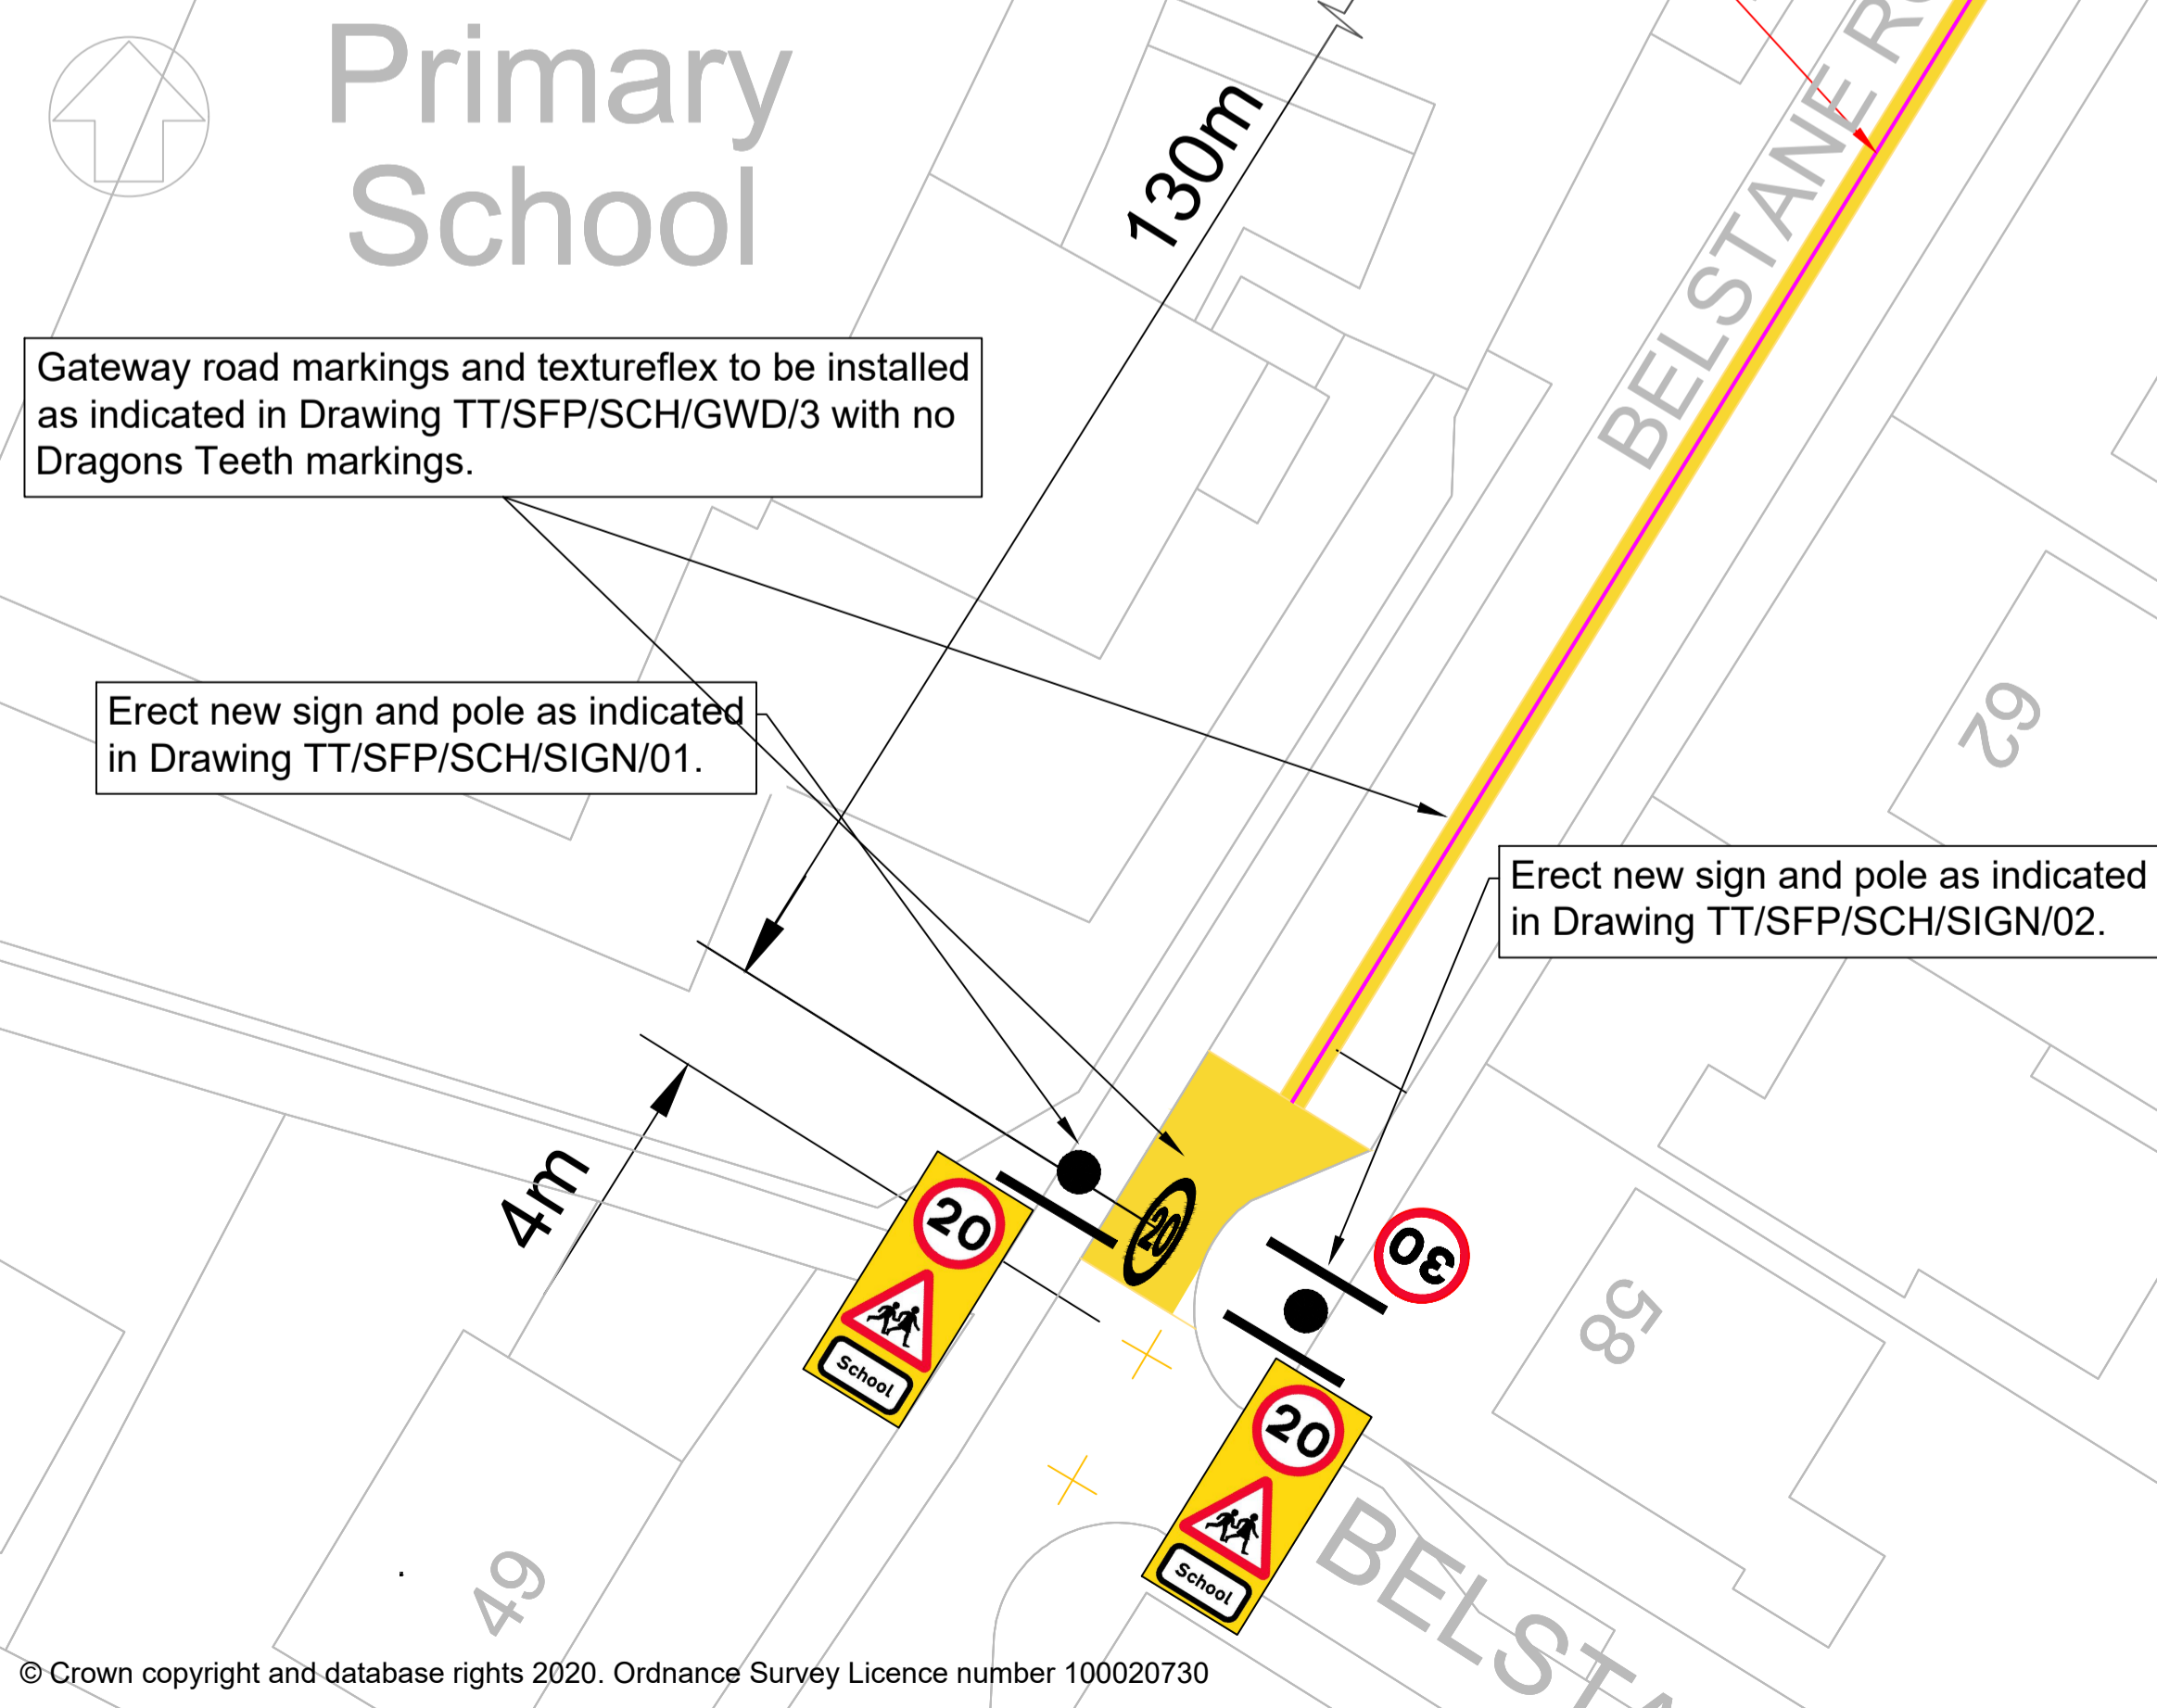 Primary
School
130m
BELSTANE
Gateway road markings and textureflex to be installed
as indicated in Drawing TT/SFP/SCH/GWD/3 with no
Dragons Teeth markings.
Erect new sign and pole as indicated
in Drawing TT/SFP/SCH/SIGN/01.
62
Erect new sign and pole as indicated
in Drawing TT/SFP/SCH/SIGN/02.
4m
20
School
20
30
58
20
School
49
BELSTA
© Crown copyright and database rights 2020. Ordnance Survey Licence number 100020730